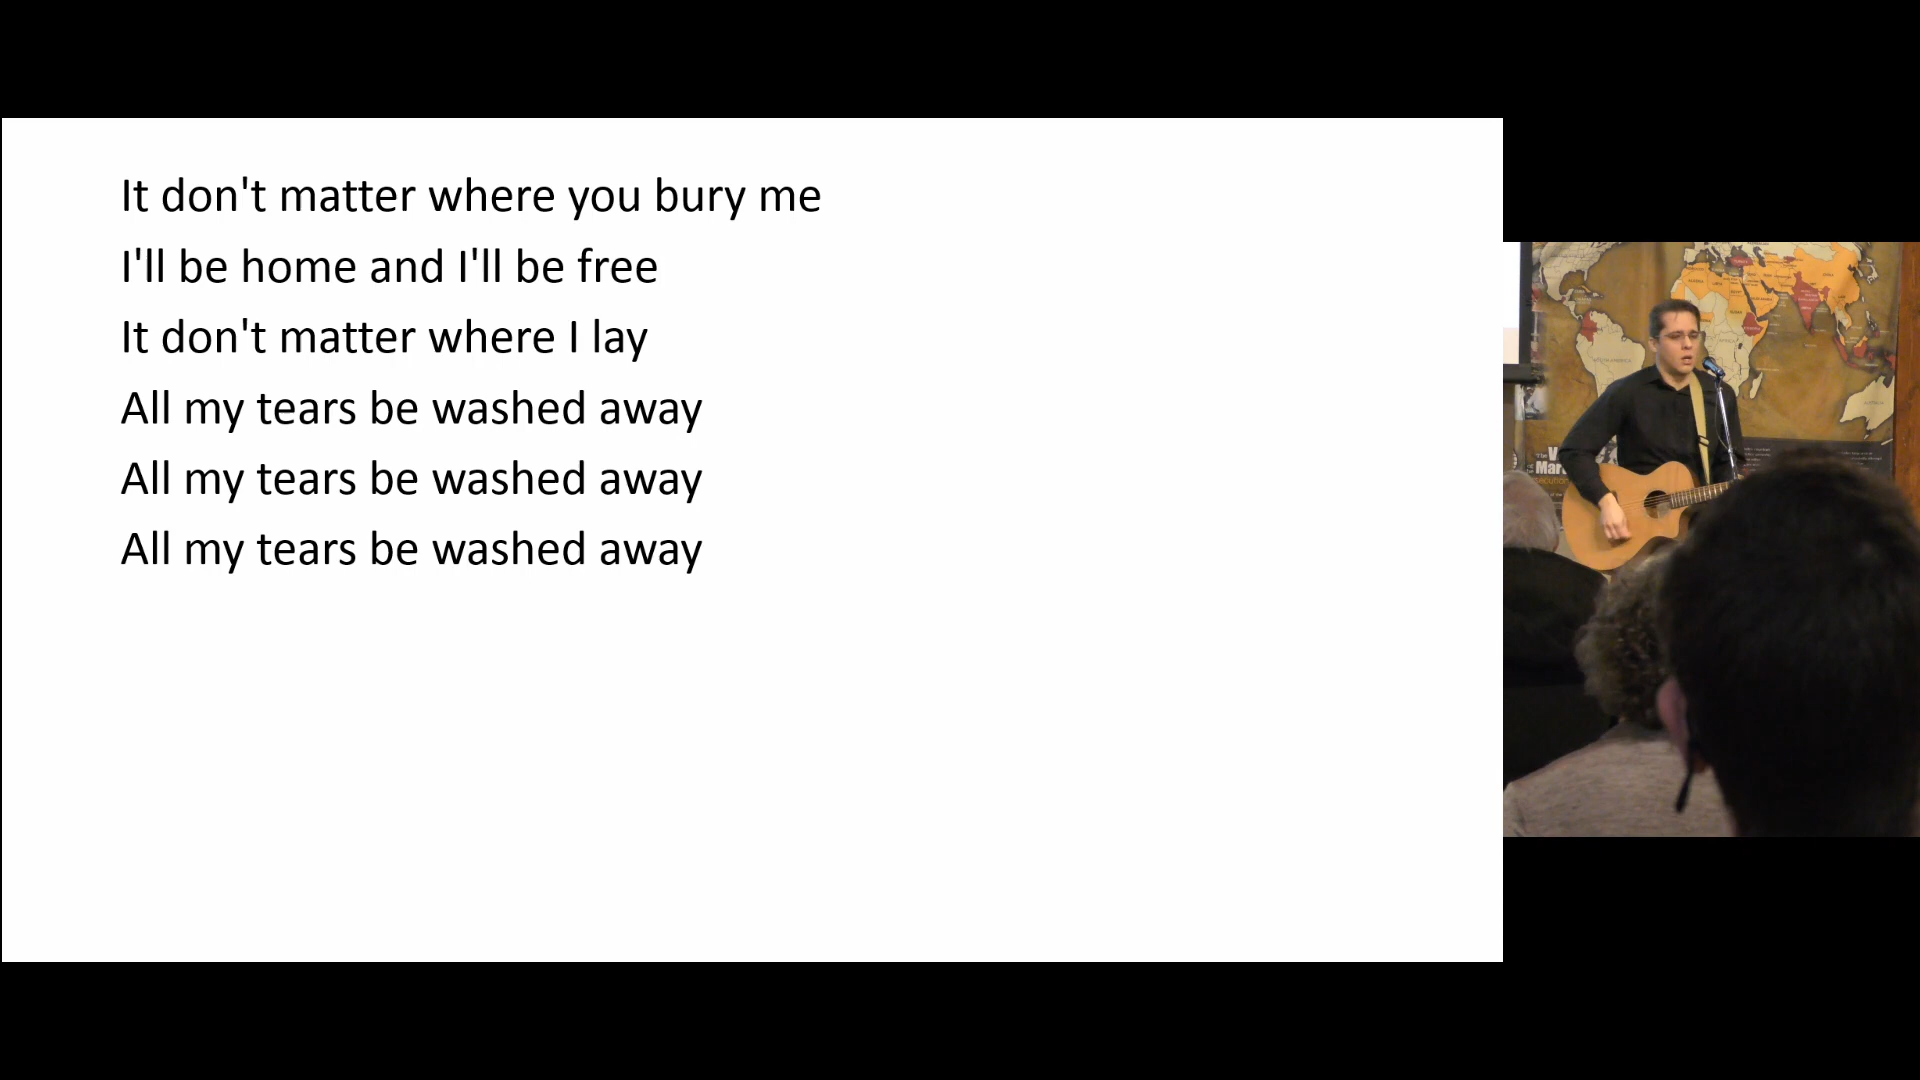 It don't matter where you bury me
I'll be home and I'll be free
It don't matter where I lay
All my tears be washed away
All my tears be washed away
All my tears be washed away